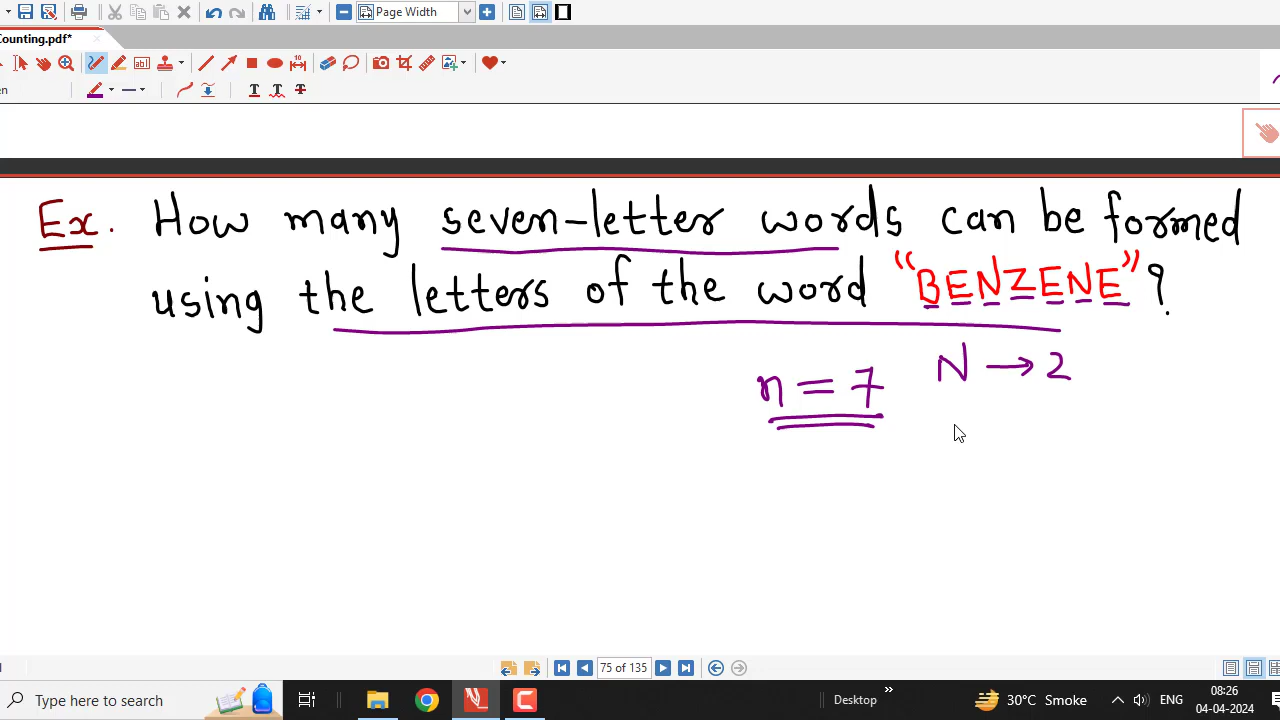 Page Width
Counting.pdf*
Ex. How many seven-letter words can be formed
using the letters of the word "BENZENE"?
n = 7
N → 2
75 of 135
Type here to search
Desktop
30°C Smoke
ENG
08:26
04-04-2024